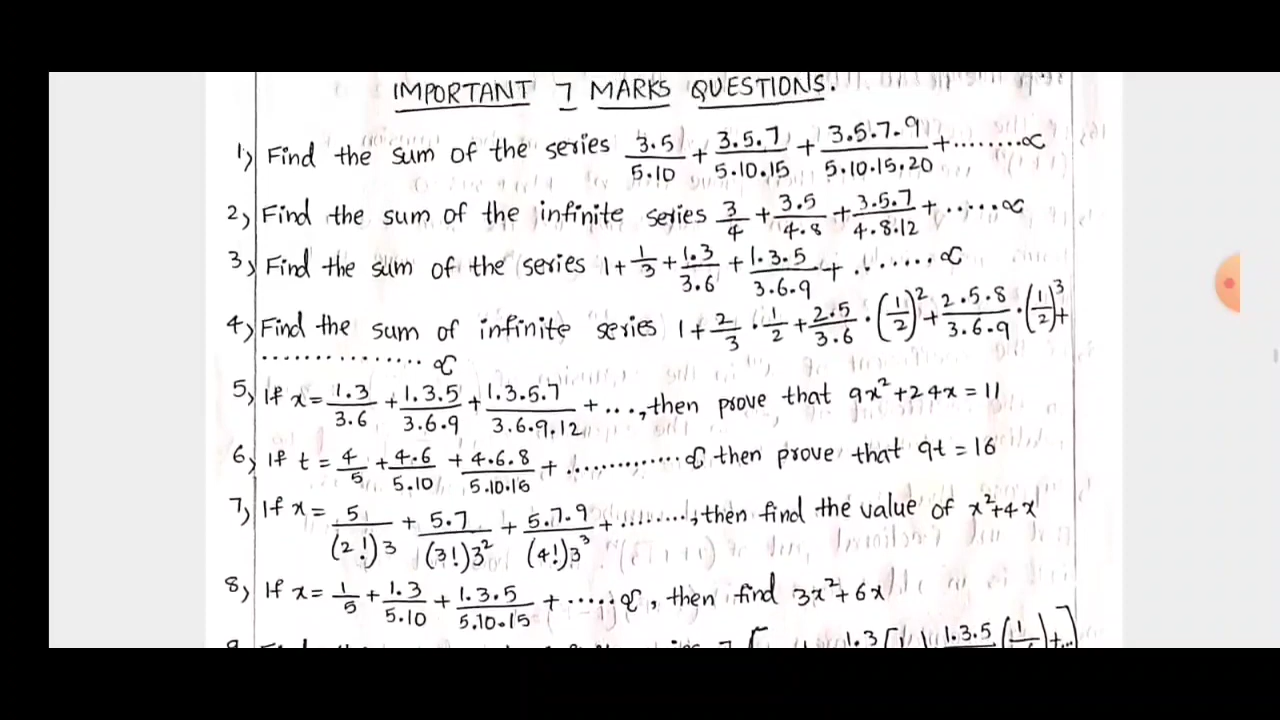 IMPORTANT 7 MARKS QUESTIONS.
1) Find the sum of the series 3.5/5.10 + 3.5.7/5.10.15 + 3.5.7.9/5.10.15.20 + ........∝
2) Find the sum of the infinite series 3/4 + 3.5/4.8 + 3.5.7/4.8.12 + .....∝
3) Find the sum of the series 1 + 1/3 + 1.3/3.6 + 1.3.5/3.6.9 + .......∝
4) Find the sum of infinite series 1 + 2/3 . 1/2 + 2.5/3.6 . (1/2)² + 2.5.8/3.6.9 . (1/2)³ +
............... ∝
5) If x = 1.3/3.6 + 1.3.5/3.6.9 + 1.3.5.7/3.6.9.12 + ..., then prove that 9x² + 24x = 11
6) If t = 4/5 + 4.6/5.10 + 4.6.8/5.10.15 + ............∝ then prove that 9t = 16
7) If x = 5/(2!)3 + 5.7/(3!)3² + 5.7.9/(4!)3³ + ........, then find the value of x² + 4x
8) If x = 1/5 + 1.3/5.10 + 1.3.5/5.10.15 + .....∝, then find 3x² + 6x